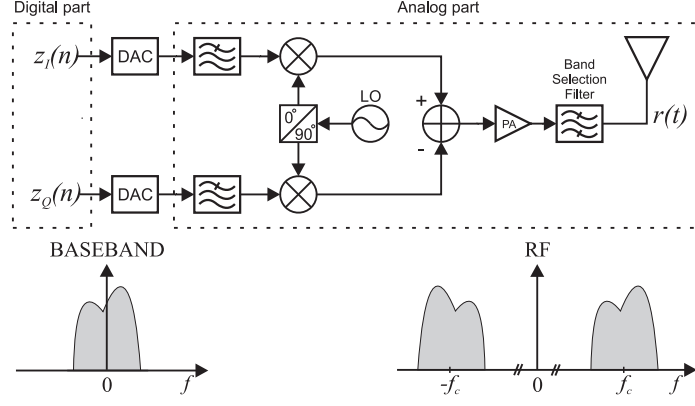 Digital part
Analog part
z_I(n)
DAC
LO
0°
90°
+
-
PA
Band
Selection
Filter
r(t)
z_Q(n)
DAC
BASEBAND
RF
0
f
-f_c
0
f_c
f